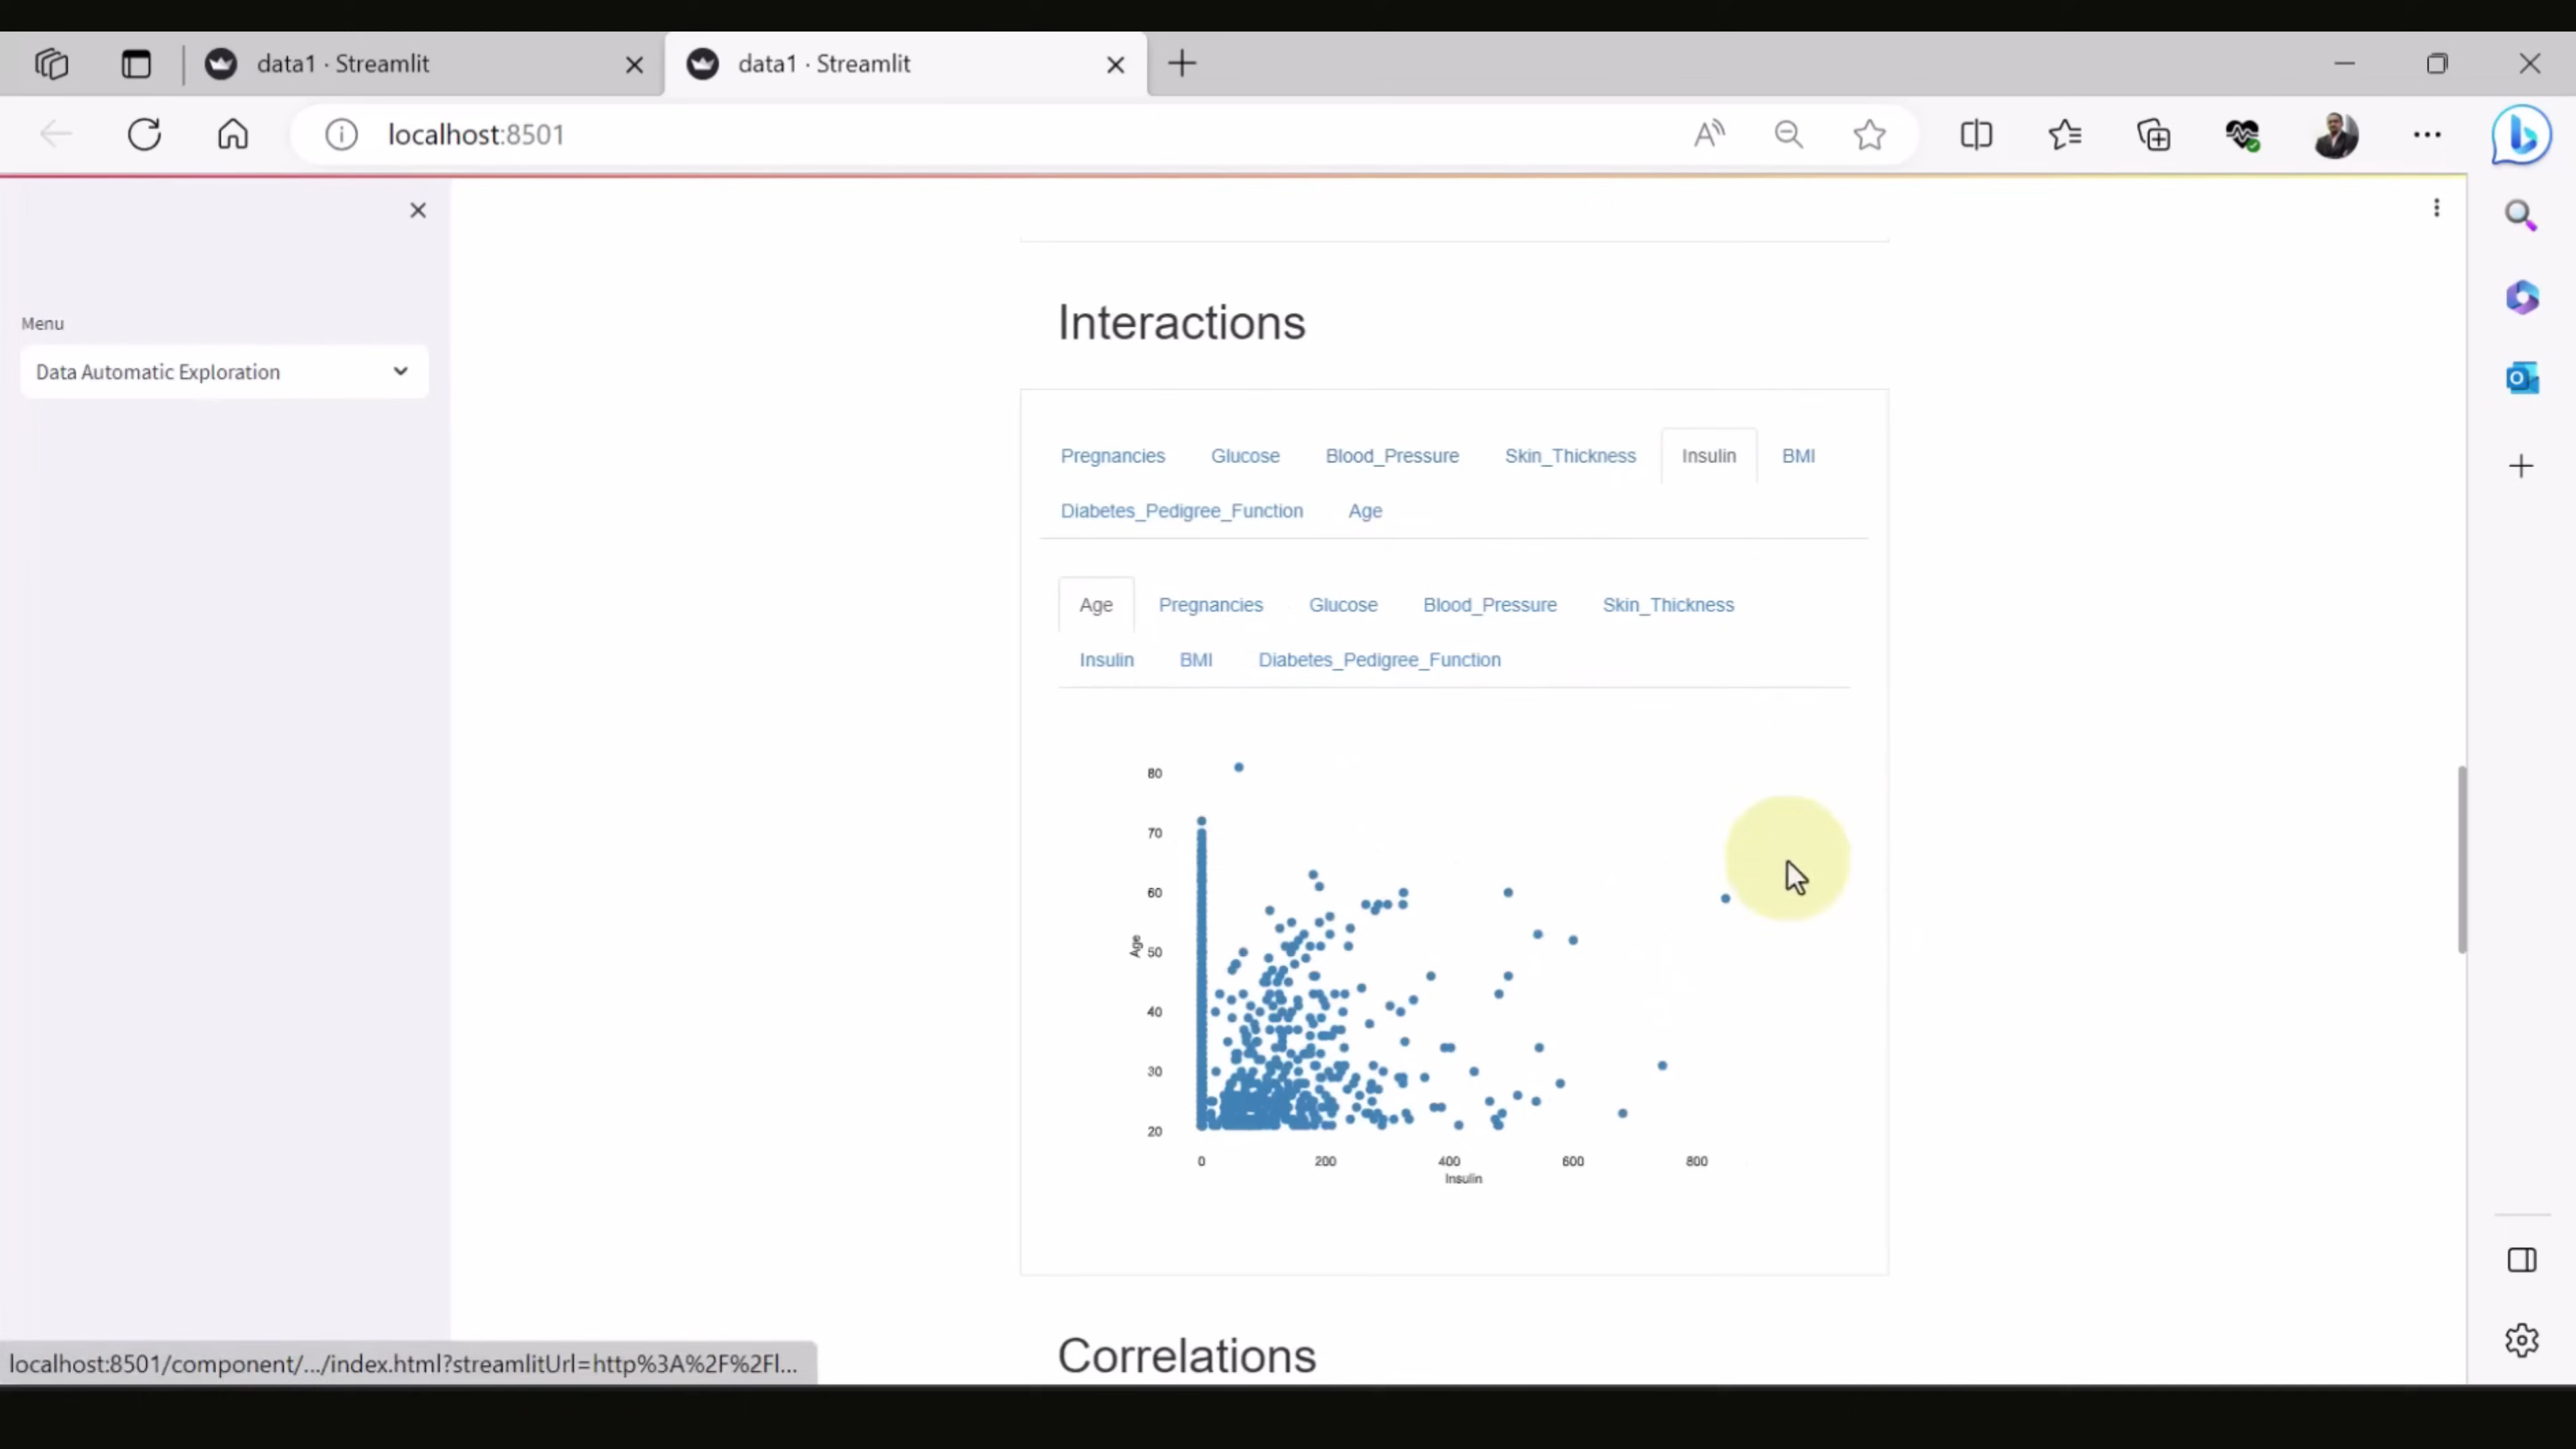 data1 · Streamlit
data1 · Streamlit
localhost:8501
Menu
Data Automatic Exploration
Interactions
Pregnancies Glucose Blood_Pressure Skin_Thickness Insulin BMI
Diabetes_Pedigree_Function Age
Age Pregnancies Glucose Blood_Pressure Skin_Thickness
Insulin BMI Diabetes_Pedigree_Function
80
70
60
50
40
30
20
Age
0 200 400 600 800
Insulin
Correlations
localhost:8501/component/.../index.html?streamlitUrl=http%3A%2F%2Fl...